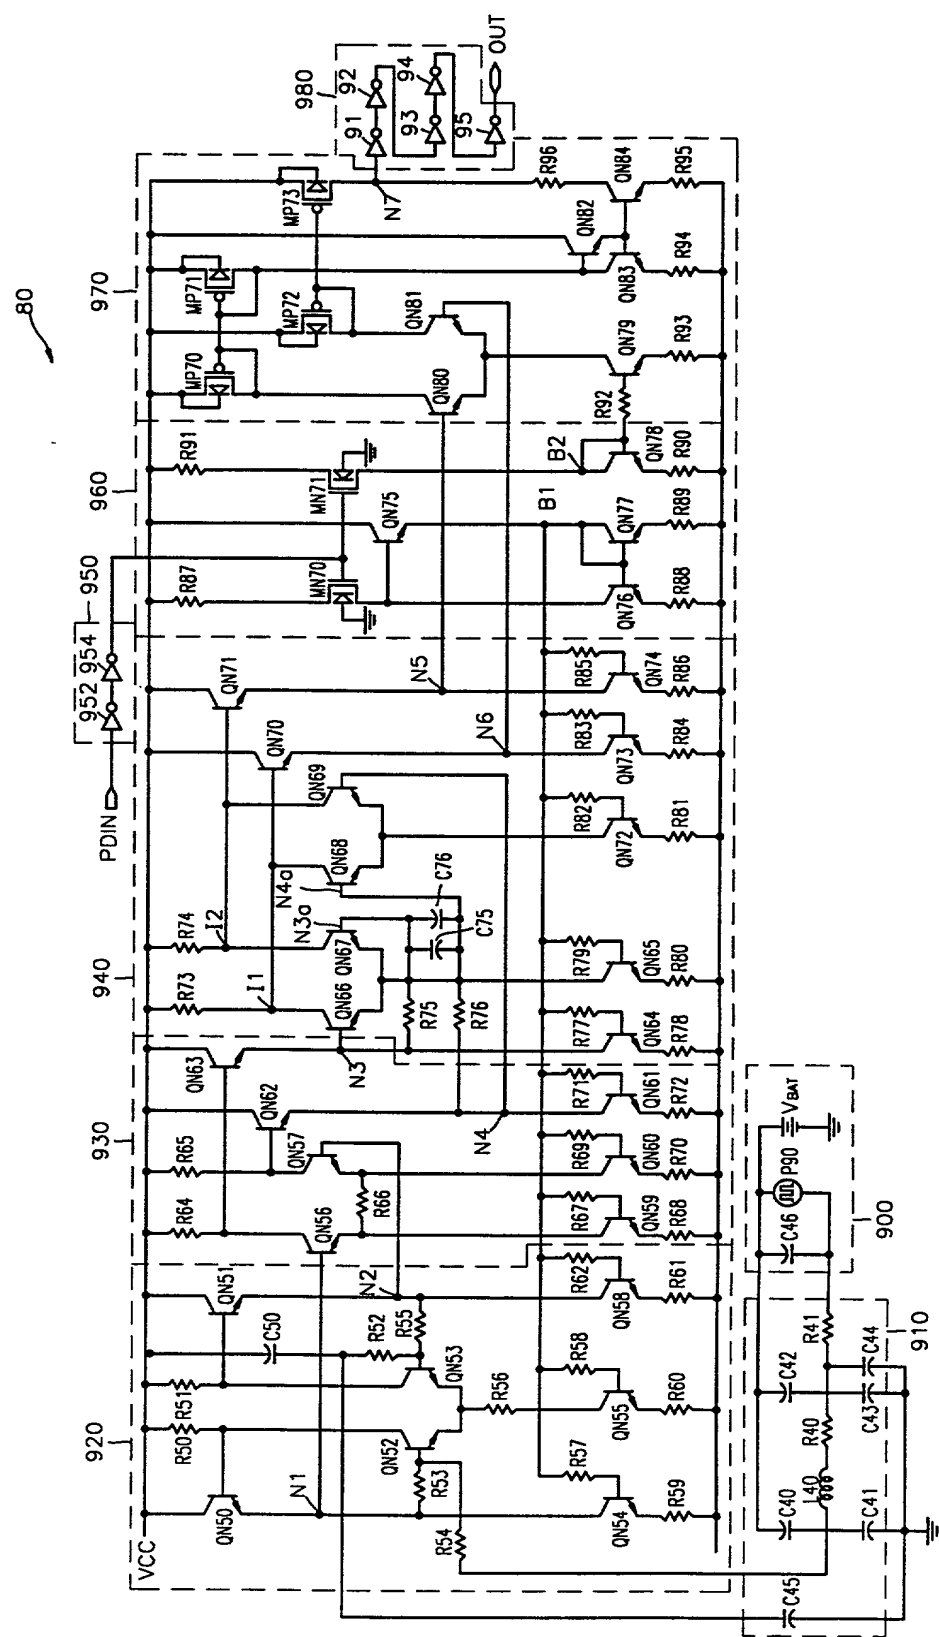 80
920
930
940
950
960
970
980
952
954
PDIN
VCC
R50
R51
R64
R65
R73
R74
R87
R91
QN50
QN51
C50
QN63
QN62
QN57
QN56
I1
I2
QN71
QN70
QN69
QN68
N4a
N3a
QN67
QN66
MN70
MN71
QN75
MP70
MP71
MP72
MP73
QN80
QN81
QN82
N7
91
92
93
94
95
OUT
N1
N2
N3
N4
N5
N6
R52
R55
QN53
QN52
R53
R54
R56
R66
R75
R76
C75
C76
B1
B2
R96
R57
R58
R62
R67
R69
R71
R77
R79
R82
R83
R85
R92
QN54
QN55
QN58
QN59
QN60
QN61
QN64
QN65
QN72
QN73
QN74
QN76
QN77
QN78
QN79
QN83
QN84
R59
R60
R61
R68
R70
R72
R78
R80
R81
R84
R86
R88
R89
R90
R93
R94
R95
C45
C40
C41
L40
R40
C42
C43
C44
R41
910
C46
P90
VBAT
900